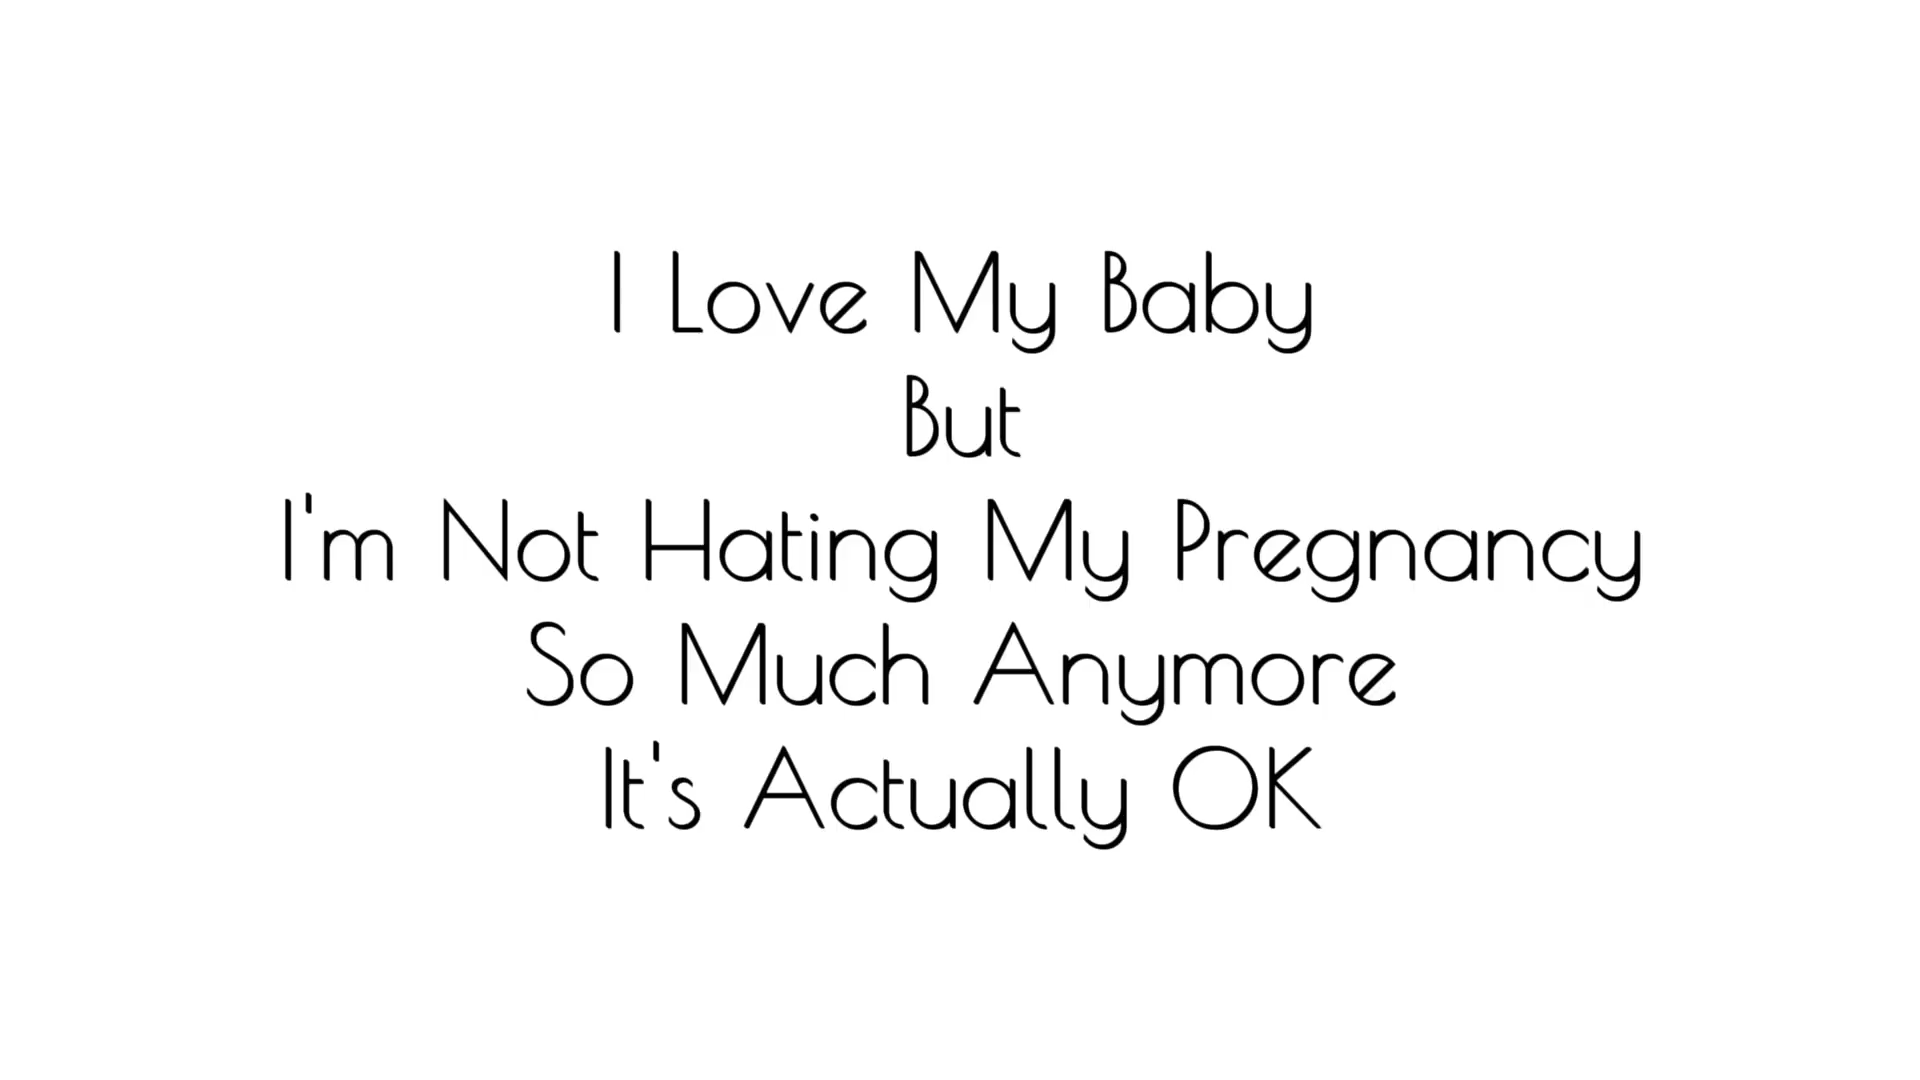 I Love My Baby
But
I'm Not Hating My Pregnancy
So Much Anymore
It's Actually OK